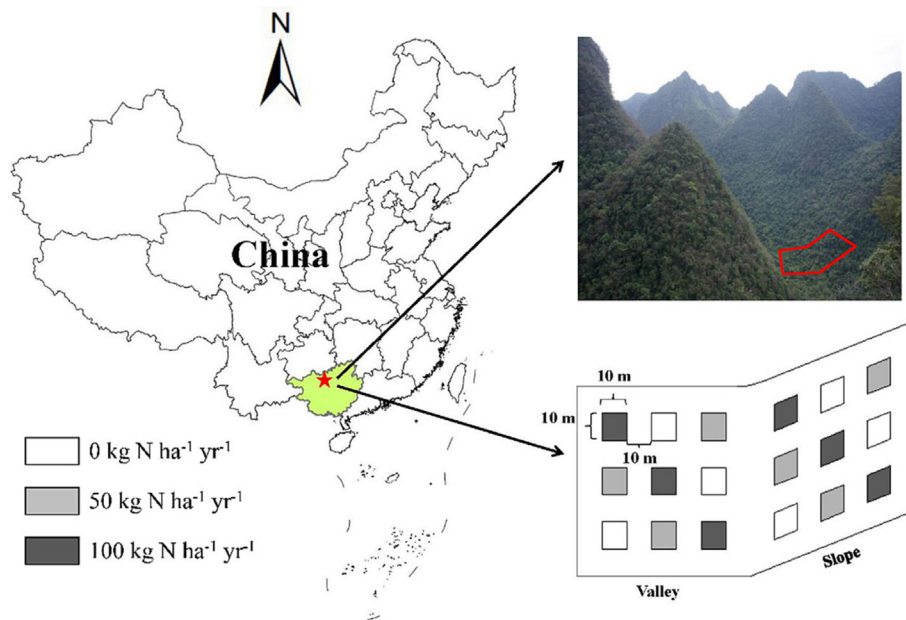 N
China
0 kg N ha⁻¹ yr⁻¹
50 kg N ha⁻¹ yr⁻¹
100 kg N ha⁻¹ yr⁻¹
10 m
10 m
10 m
Valley
Slope